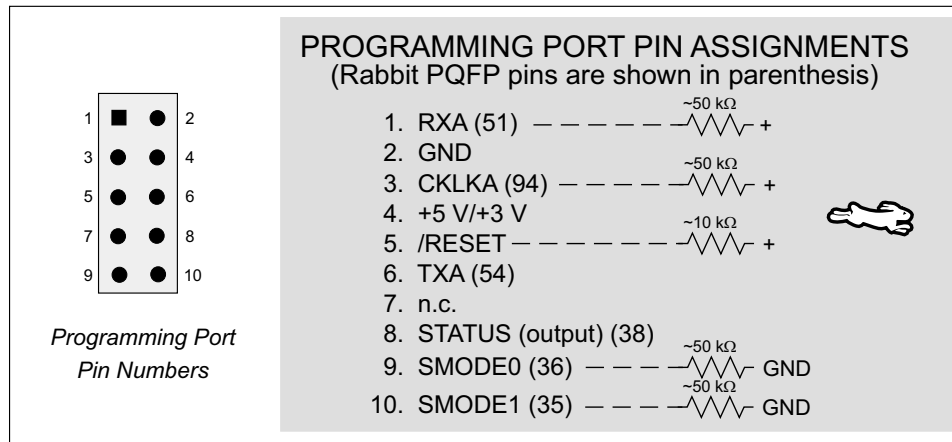 PROGRAMMING PORT PIN ASSIGNMENTS
(Rabbit PQFP pins are shown in parenthesis)
1 2
3 4
5 6
7 8
9 10
Programming Port
Pin Numbers
~50 kΩ
1. RXA (51) +
2. GND
~50 kΩ
3. CKLKA (94) +
4. +5 V/+3 V
~10 kΩ
5. /RESET +
6. TXA (54)
7. n.c.
8. STATUS (output) (38)
~50 kΩ
9. SMODE0 (36) GND
~50 kΩ
10. SMODE1 (35) GND